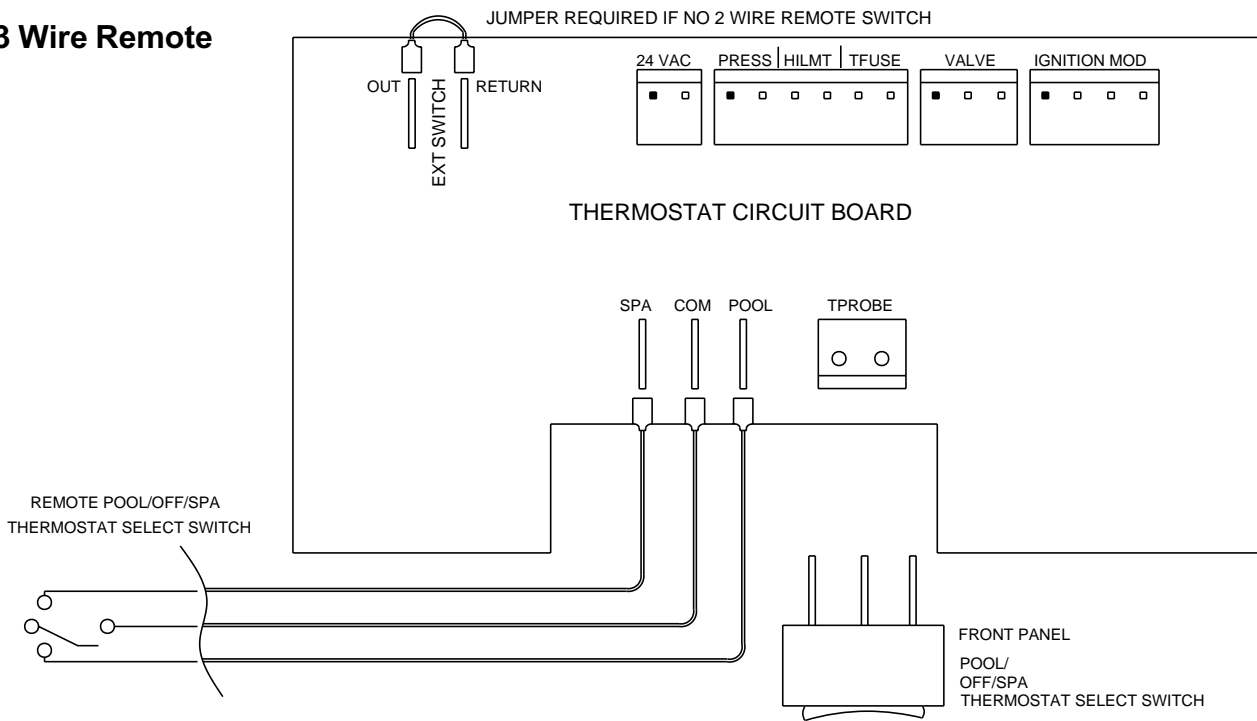 3 Wire Remote
JUMPER REQUIRED IF NO 2 WIRE REMOTE SWITCH
OUT
EXT SWITCH
RETURN
24 VAC
PRESS
HILMT
TFUSE
VALVE
IGNITION MOD
THERMOSTAT CIRCUIT BOARD
SPA
COM
POOL
TPROBE
REMOTE POOL/OFF/SPA
THERMOSTAT SELECT SWITCH
FRONT PANEL
POOL/
OFF/SPA
THERMOSTAT SELECT SWITCH